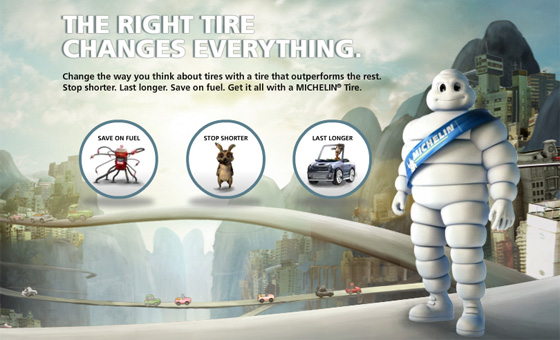 THE RIGHT TIRE
CHANGES EVERYTHING.
Change the way you think about tires with a tire that outperforms the rest.
Stop shorter. Last longer. Save on fuel. Get it all with a MICHELIN® Tire.
SAVE ON FUEL
STOP SHORTER
LAST LONGER
MICHELIN